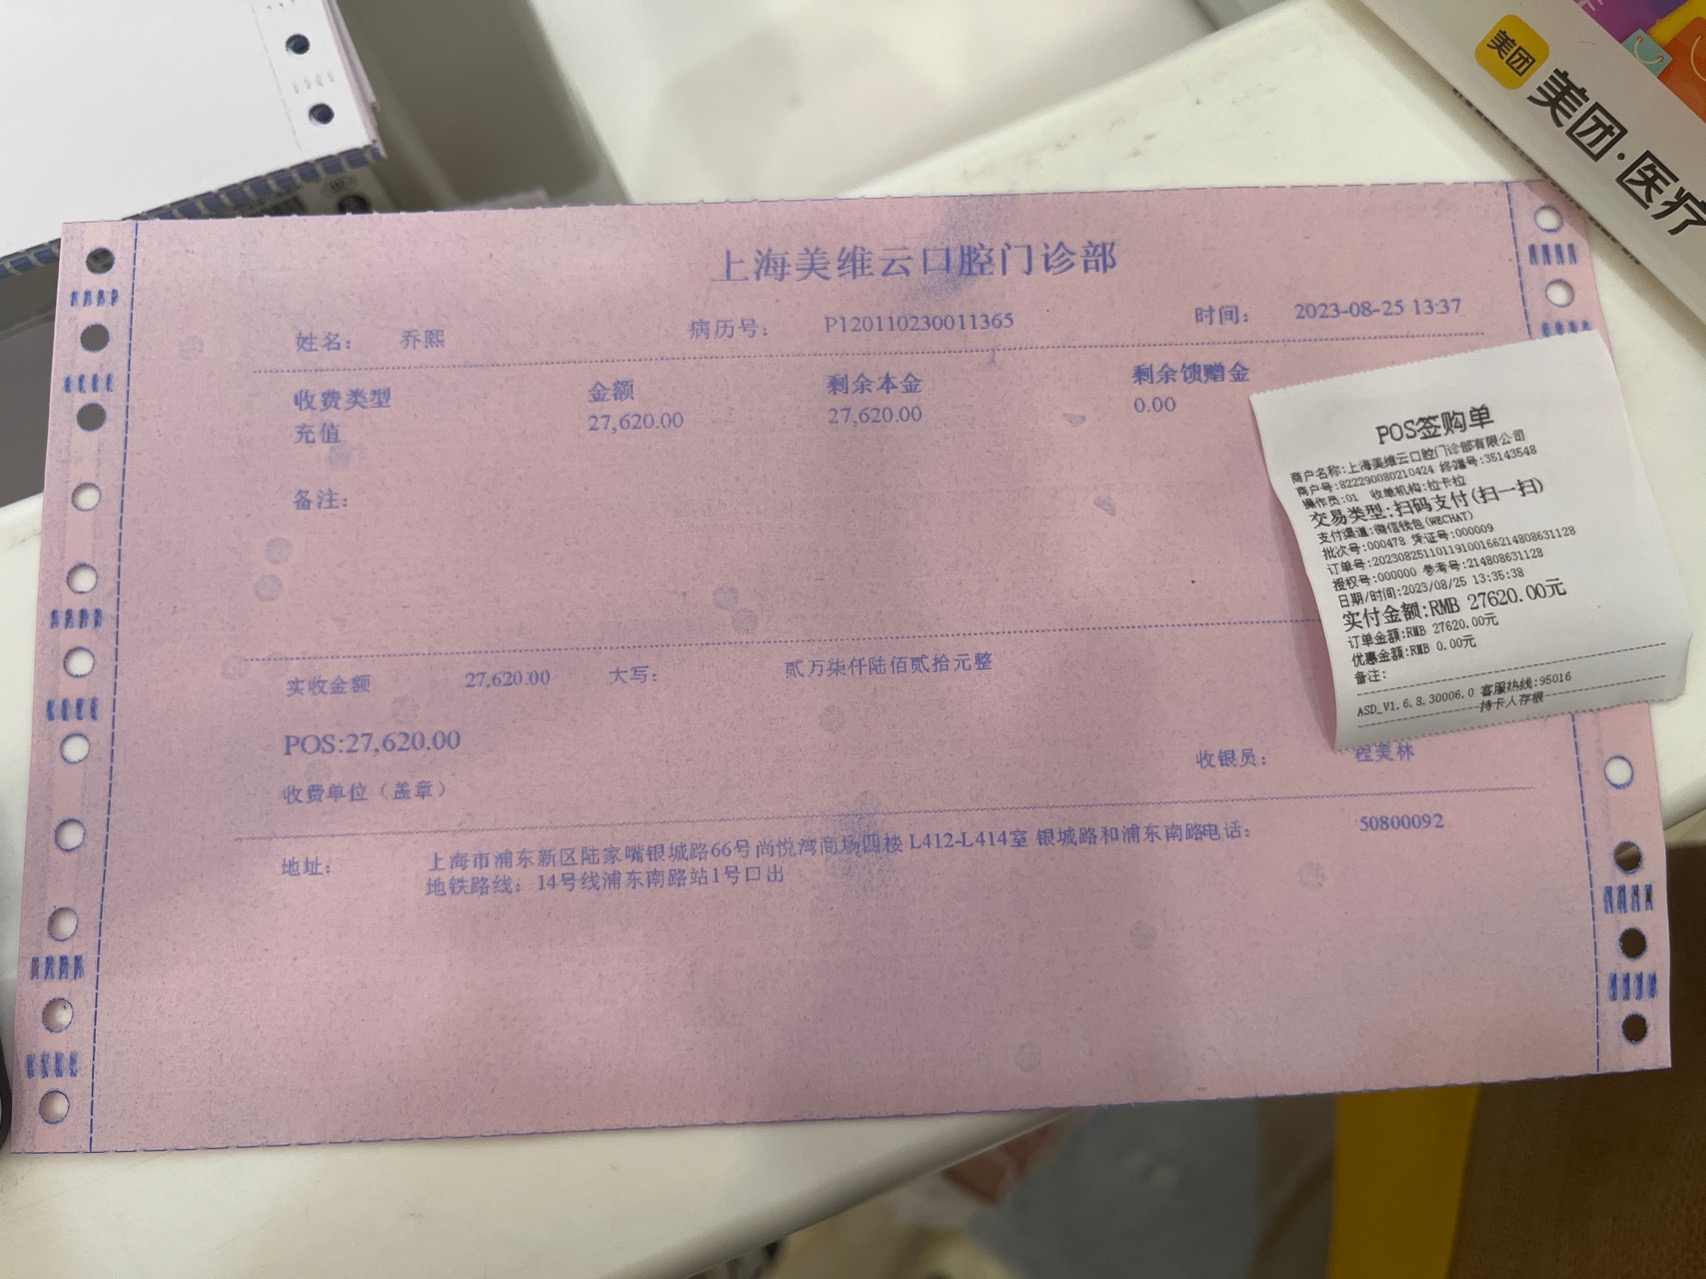 美团
美团·医疗
上海美维云口腔门诊部
姓名： 乔熙 病历号： P120110230011365 时间： 2023-08-25 13:37
收费类型 金额 剩余本金 剩余馈赠金
充值 27,620.00 27,620.00 0.00
备注：
实收金额 27,620.00 大写： 贰万柒仟陆佰贰拾元整
POS:27,620.00
收费单位（盖章） 收银员：
地址： 上海市浦东新区陆家嘴银城路66号尚悦湾商场四楼 L412-L414室 银城路和浦东南路电话： 50800092
地铁路线：14号线浦东南路站1号口出
POS签购单
商户名称:上海美维云口腔门诊部有限公司
商户号:822290080210424 终端号:35143548
操作员:01 收单机构:拉卡拉
交易类型:扫码支付(扫一扫)
支付渠道:微信钱包(WECHAT)
批次号:000478 凭证号:000009
订单号:20230825110119100166214808631128
授权号:000000 参考号:214808631128
日期/时间:2023/08/25 13:35:38
实付金额:RMB 27620.00元
订单金额:RMB 27620.00元
优惠金额:RMB 0.00元
备注:
ASD_V1.6.8.30006.0 客服热线:95016
持卡人存根